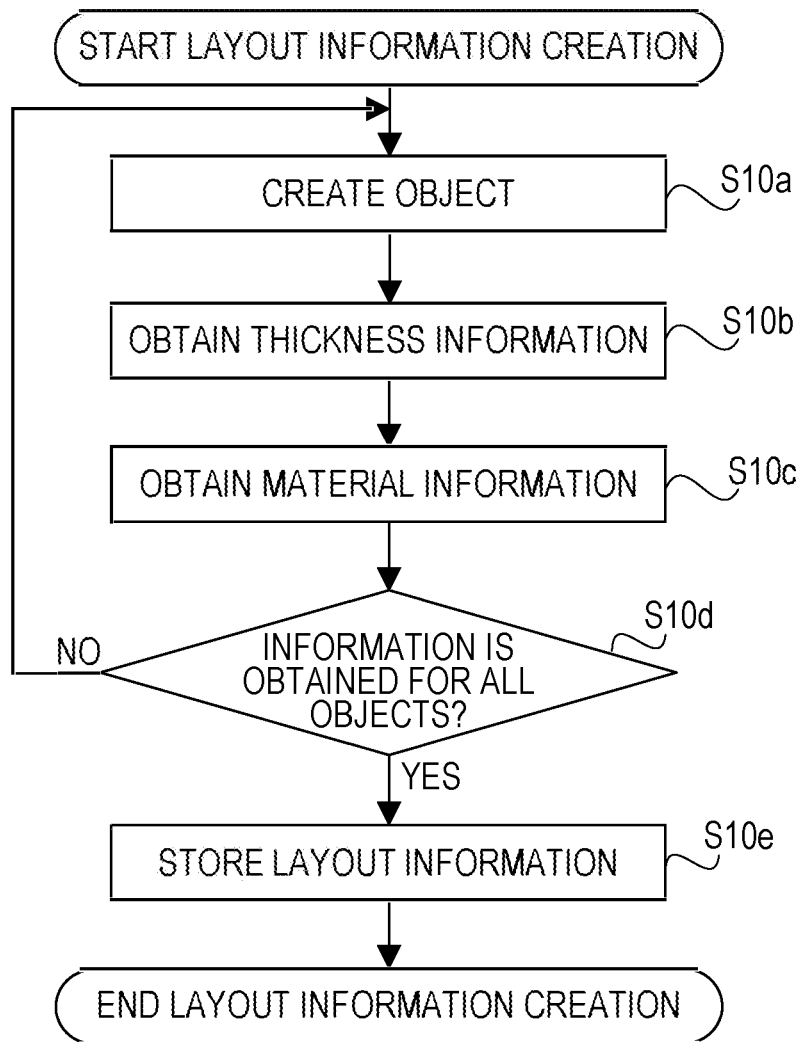 START LAYOUT INFORMATION CREATION
CREATE OBJECT
S10a
OBTAIN THICKNESS INFORMATION
S10b
OBTAIN MATERIAL INFORMATION
S10c
S10d
NO
INFORMATION IS
OBTAINED FOR ALL
OBJECTS?
YES
STORE LAYOUT INFORMATION
S10e
END LAYOUT INFORMATION CREATION